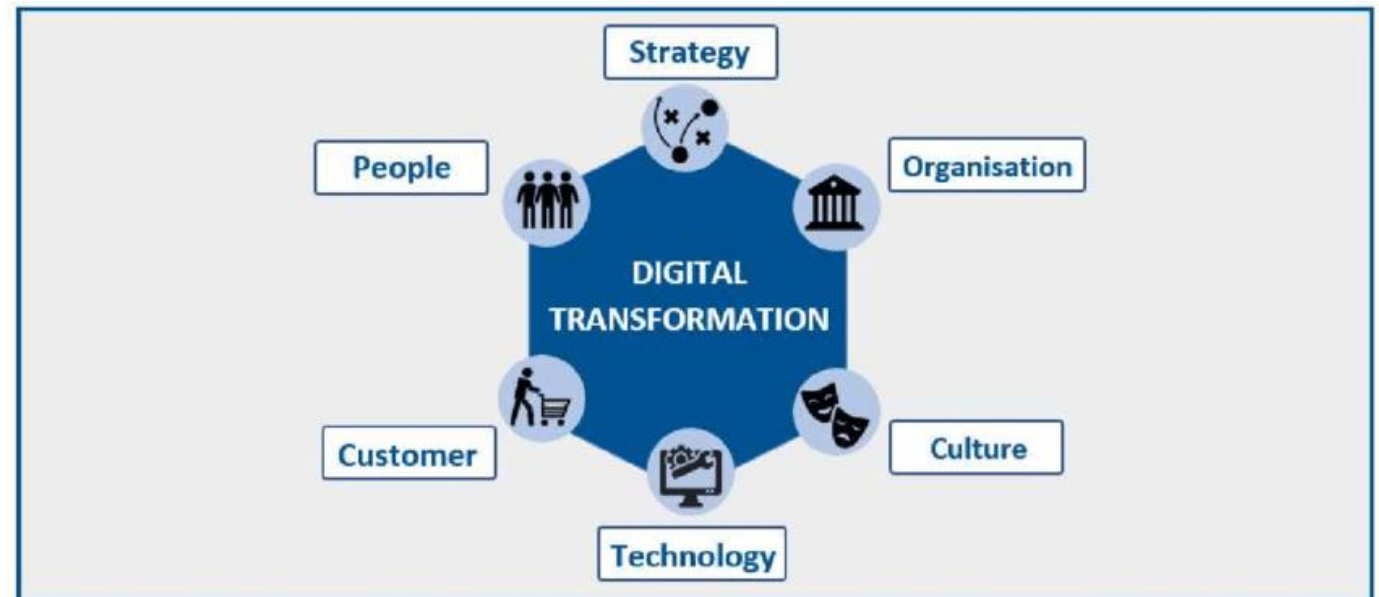 Strategy
People
Organisation
DIGITAL
TRANSFORMATION
Customer
Culture
Technology